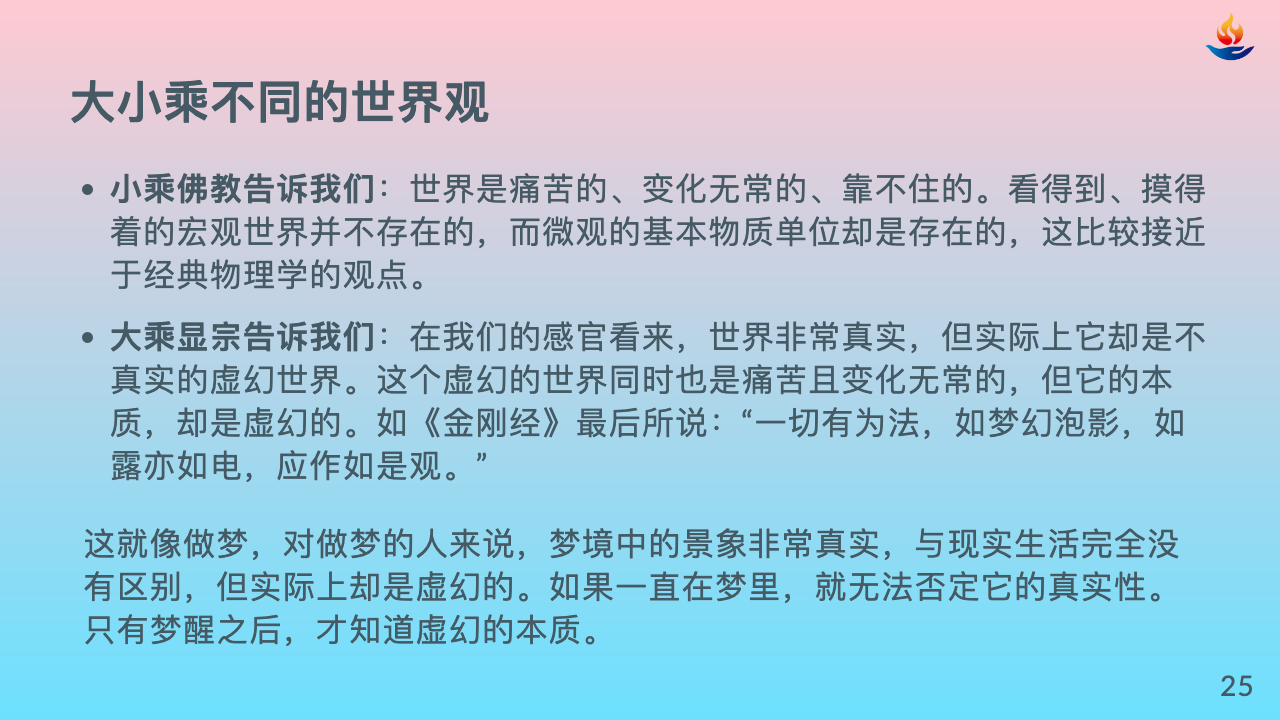 大小乘不同的世界观
• 小乘佛教告诉我们：世界是痛苦的、变化无常的、靠不住的。看得到、摸得
着的宏观世界并不存在的，而微观的基本物质单位却是存在的，这比较接近
于经典物理学的观点。
• 大乘显宗告诉我们：在我们的感官看来，世界非常真实，但实际上它却是不
真实的虚幻世界。这个虚幻的世界同时也是痛苦且变化无常的，但它的本
质，却是虚幻的。如《金刚经》最后所说：“一切有为法，如梦幻泡影，如
露亦如电，应作如是观。”
这就像做梦，对做梦的人来说，梦境中的景象非常真实，与现实生活完全没
有区别，但实际上却是虚幻的。如果一直在梦里，就无法否定它的真实性。
只有梦醒之后，才知道虚幻的本质。
25